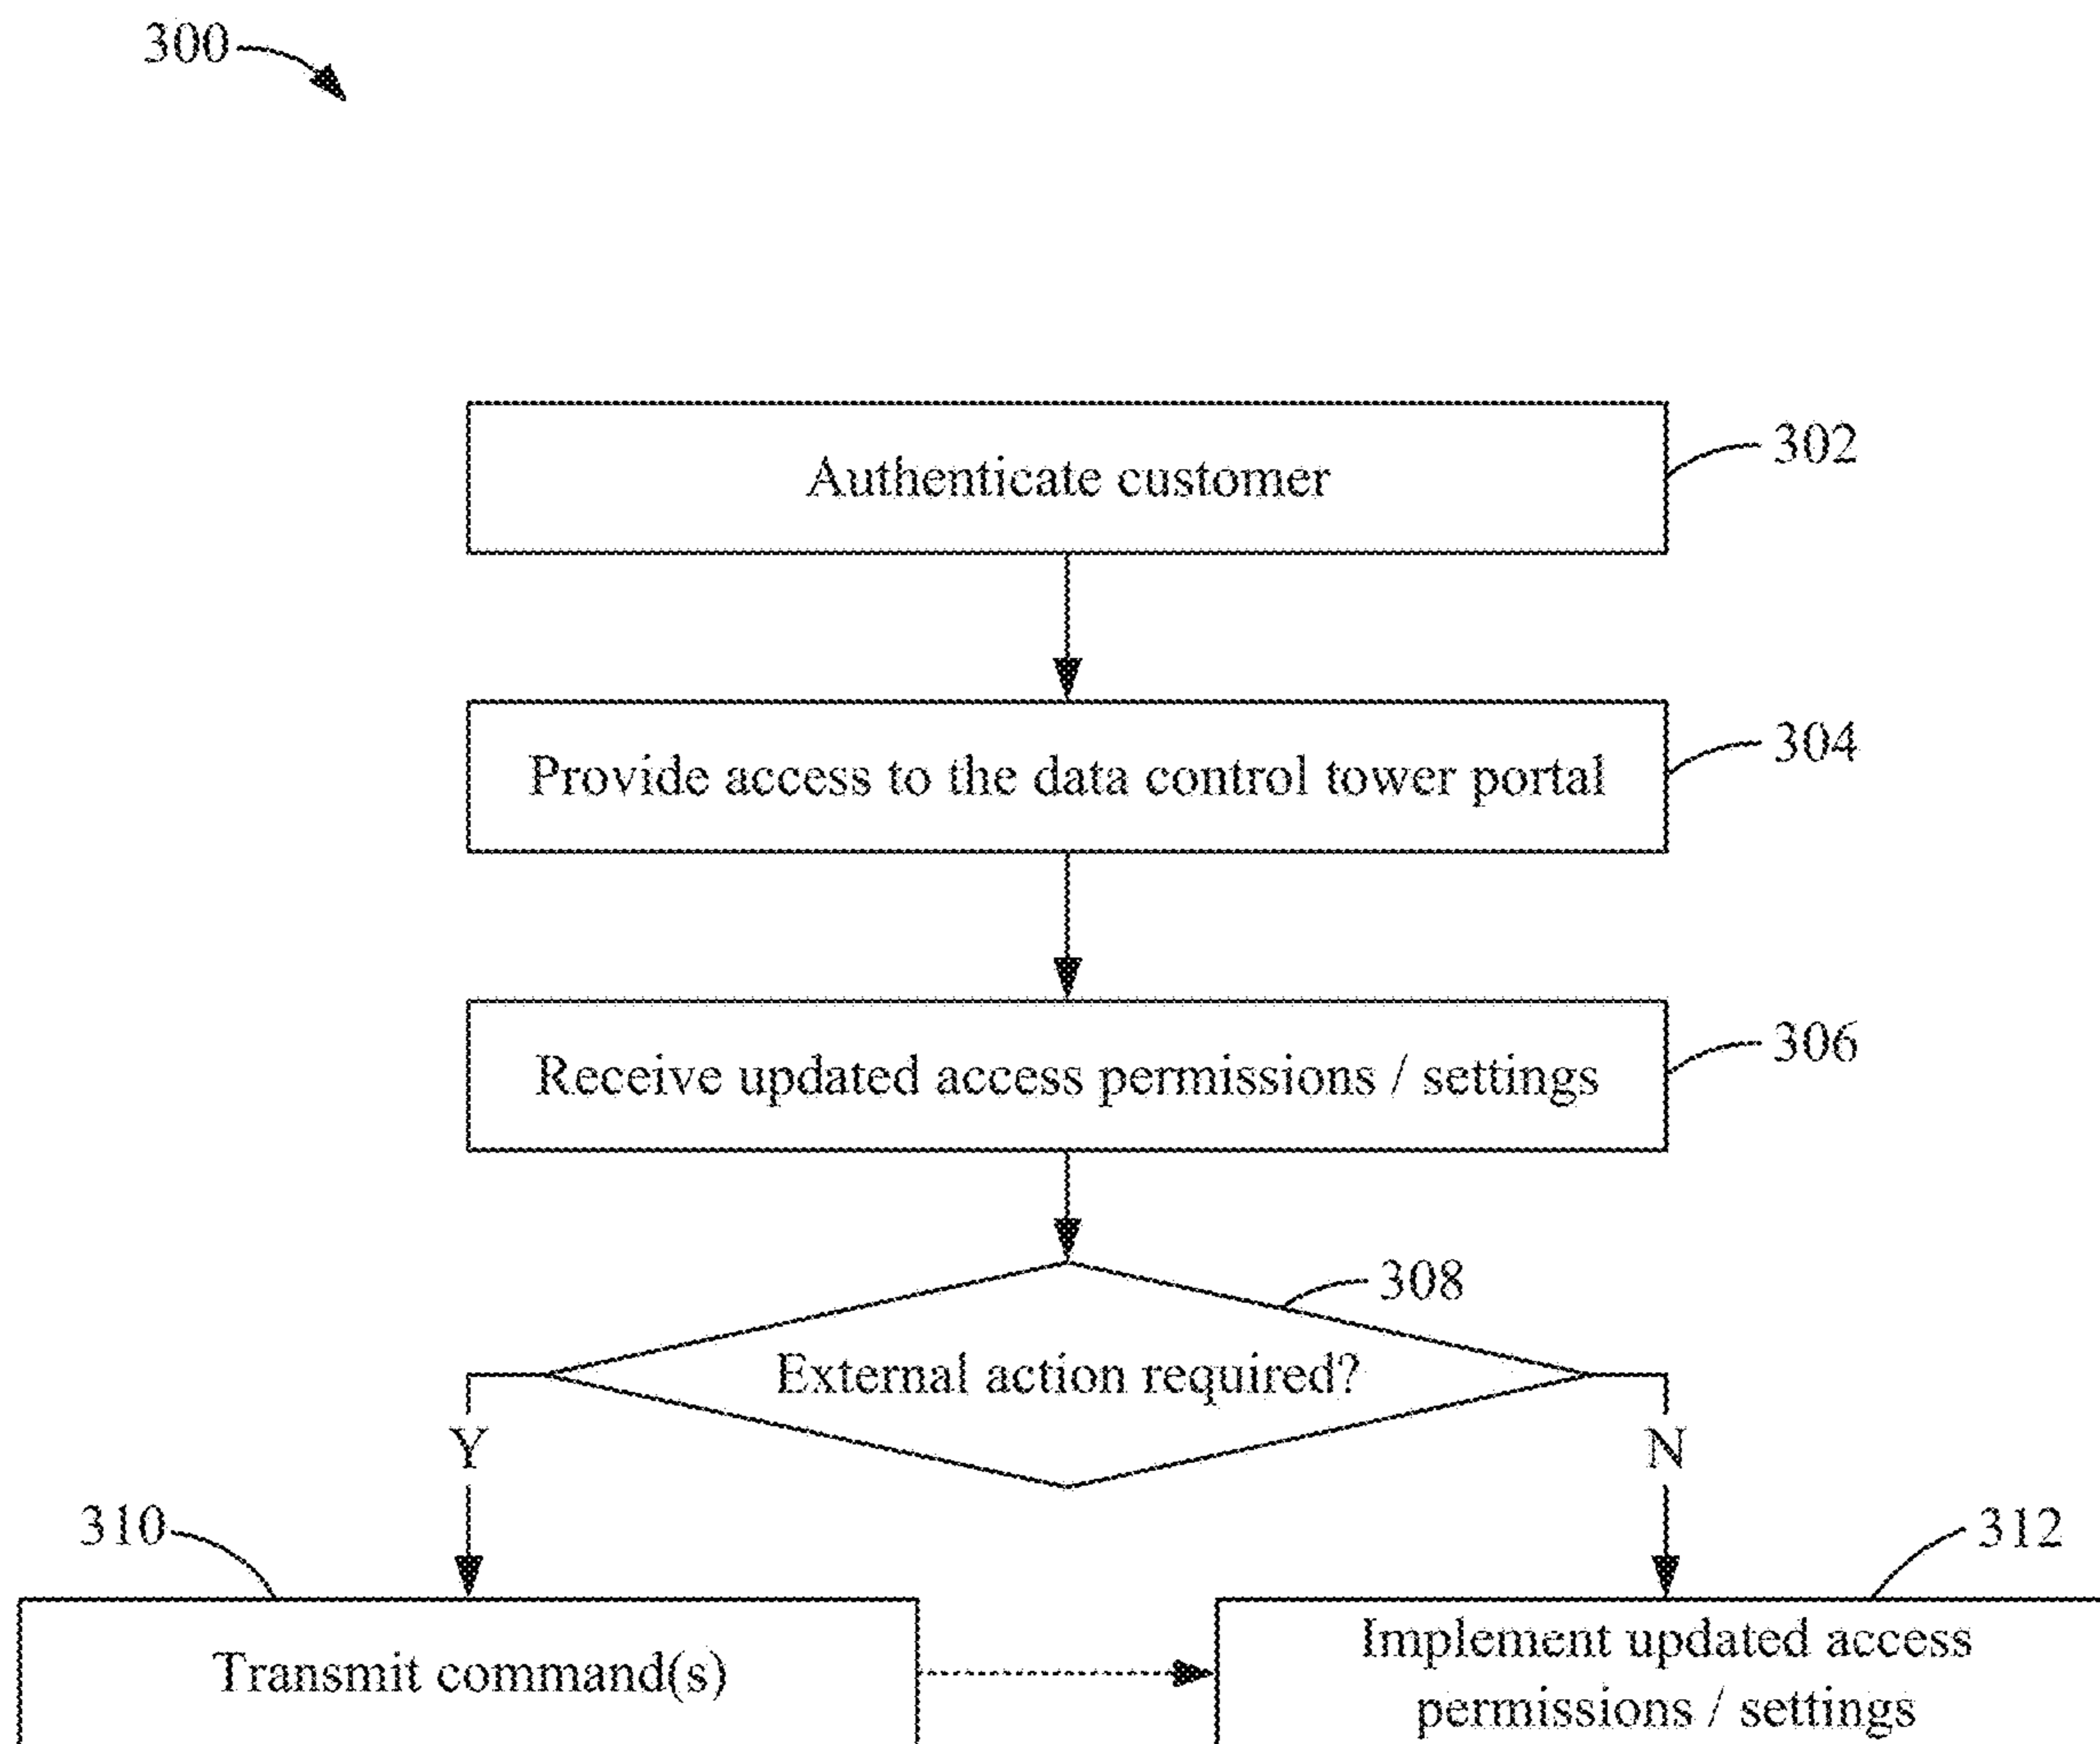 300
Authenticate customer
302
Provide access to the data control tower portal
304
Receive updated access permissions / settings
306
308
External action required?
Y
N
310
312
Transmit command(s)
Implement updated access
permissions / settings